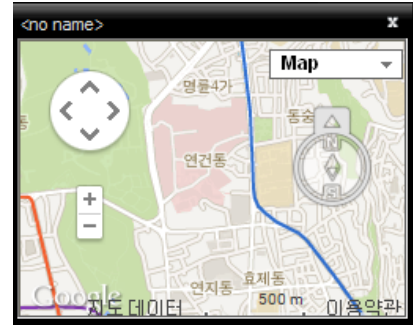 <no name> x
Map
명륜4가
동숭
N
연건동
S
+
−
연지동
효제동
500 m
Google
지도 데이터
이용약관